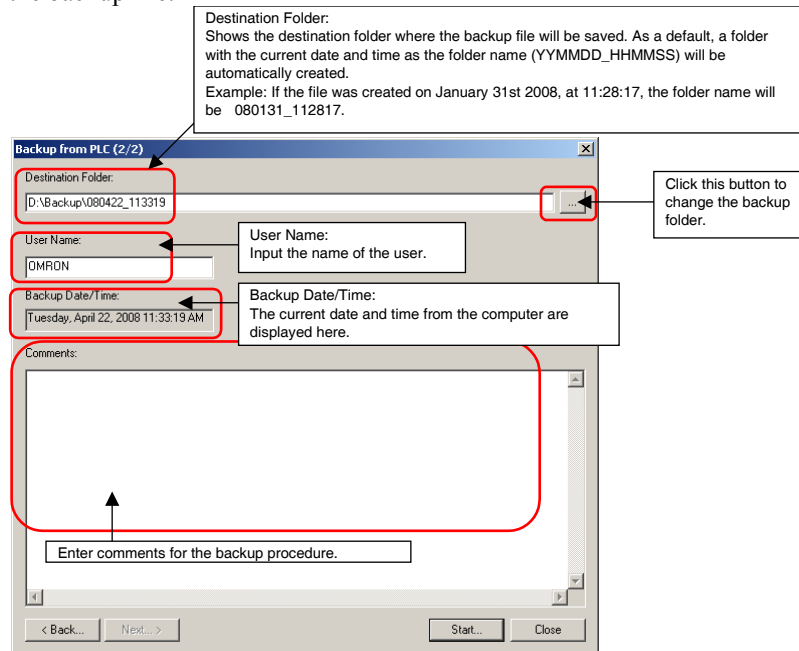 Destination Folder:
Shows the destination folder where the backup file will be saved. As a default, a folder
with the current date and time as the folder name (YYMMDD_HHMMSS) will be
automatically created.
Example: If the file was created on January 31st 2008, at 11:28:17, the folder name will
be 080131_112817.
Backup from PLC (2/2)
Destination Folder:
D:\Backup\080422_113319
...
Click this button to
change the backup
folder.
User Name:
OMRON
User Name:
Input the name of the user.
Backup Date/Time:
Tuesday, April 22, 2008 11:33:19 AM
Backup Date/Time:
The current date and time from the computer are
displayed here.
Comments:
Enter comments for the backup procedure.
< Back...
Next... >
Start...
Close